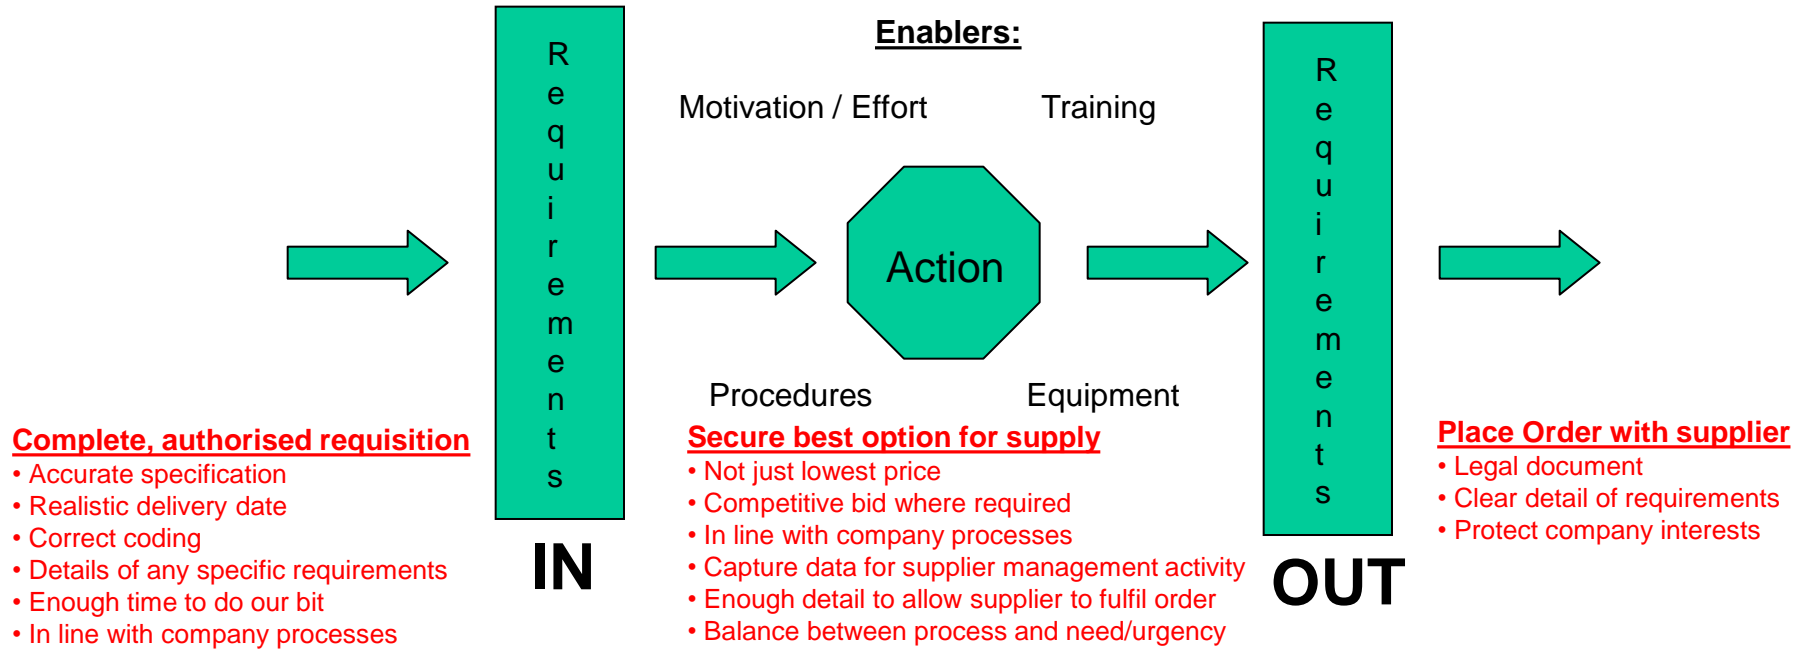 Requirements
Enablers:
Requirements
Motivation / Effort
Training
Action
Procedures
Equipment
Complete, authorised requisition
• Accurate specification
• Realistic delivery date
• Correct coding
• Details of any specific requirements
• Enough time to do our bit
• In line with company processes
IN
Secure best option for supply
• Not just lowest price
• Competitive bid where required
• In line with company processes
• Capture data for supplier management activity
• Enough detail to allow supplier to fulfil order
• Balance between process and need/urgency
OUT
Place Order with supplier
• Legal document
• Clear detail of requirements
• Protect company interests